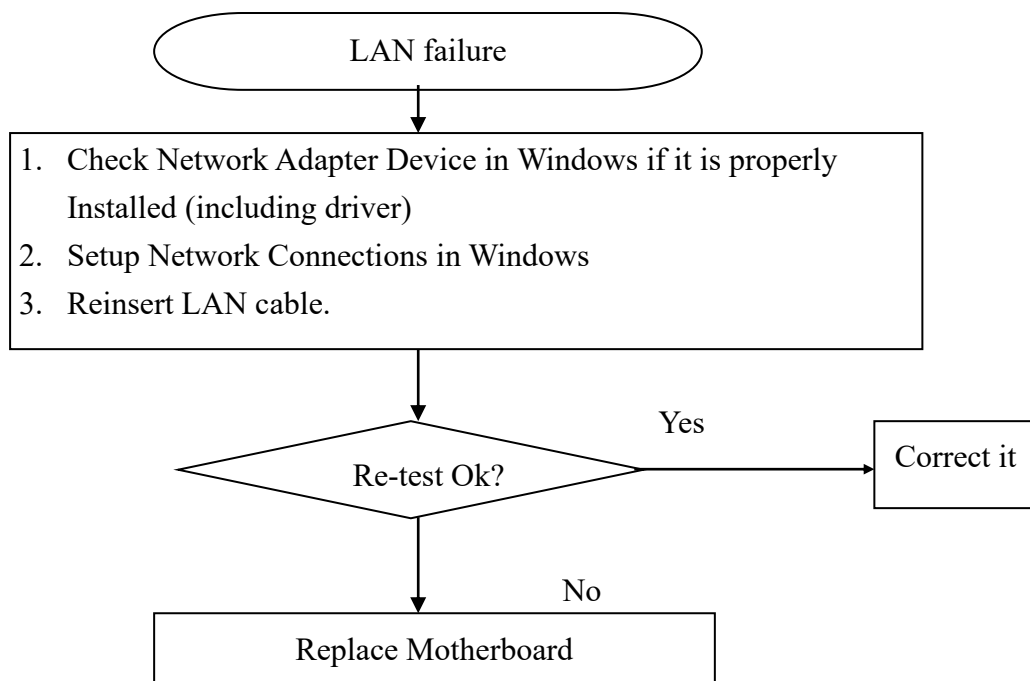 LAN failure
1. Check Network Adapter Device in Windows if it is properly
Installed (including driver)
2. Setup Network Connections in Windows
3. Reinsert LAN cable.
Yes
Re-test Ok?
Correct it
No
Replace Motherboard